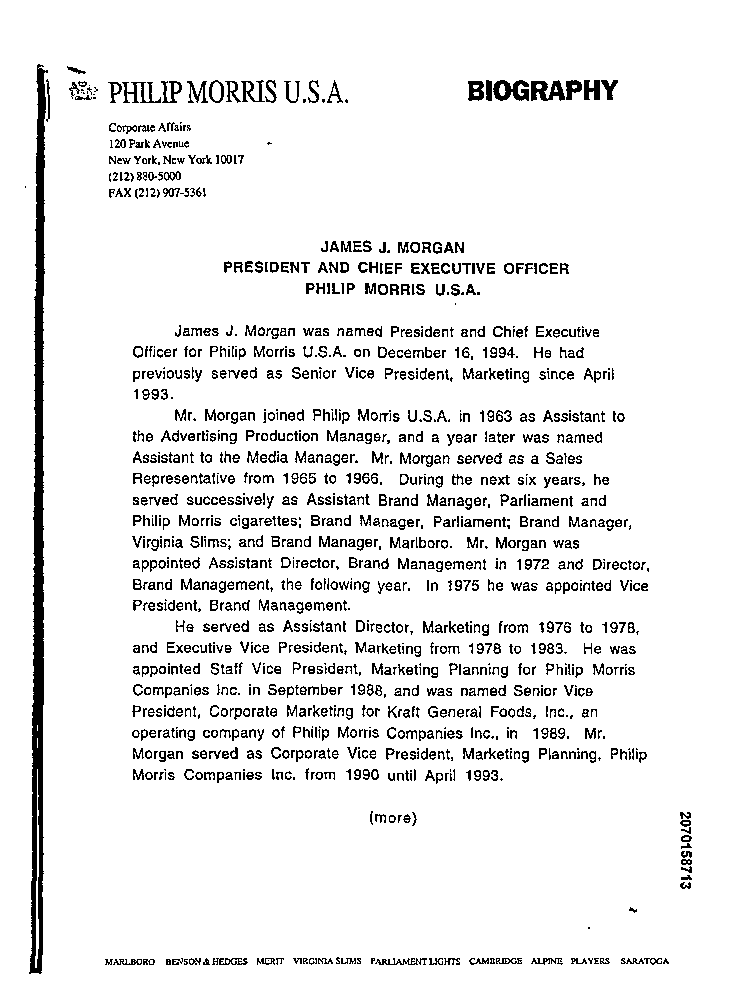 PHILIP MORRIS U.S.A.
BIOGRAPHY
Corporate Affairs
120 Park Avenue
New York, New York 10017
(212) 880-5000
FAX (212) 907-5361
JAMES J. MORGAN
PRESIDENT AND CHIEF EXECUTIVE OFFICER
PHILIP MORRIS U.S.A.
James J. Morgan was named President and Chief Executive
Officer for Philip Morris U.S.A. on December 16, 1994. He had
previously served as Senior Vice President, Marketing since April
1993.
Mr. Morgan joined Philip Morris U.S.A. in 1963 as Assistant to
the Advertising Production Manager, and a year later was named
Assistant to the Media Manager. Mr. Morgan served as a Sales
Representative from 1965 to 1966. During the next six years, he
served successively as Assistant Brand Manager, Parliament and
Philip Morris cigarettes; Brand Manager, Parliament; Brand Manager,
Virginia Slims; and Brand Manager, Marlboro. Mr. Morgan was
appointed Assistant Director, Brand Management in 1972 and Director,
Brand Management, the following year. In 1975 he was appointed Vice
President, Brand Management.
He served as Assistant Director, Marketing from 1976 to 1978,
and Executive Vice President, Marketing from 1978 to 1983. He was
appointed Staff Vice President, Marketing Planning for Philip Morris
Companies Inc. in September 1988, and was named Senior Vice
President, Corporate Marketing for Kraft General Foods, Inc., an
operating company of Philip Morris Companies Inc., in 1989. Mr.
Morgan served as Corporate Vice President, Marketing Planning, Philip
Morris Companies Inc. from 1990 until April 1993.
(more)
2070158713
MARLBORO BENSON & HEDGES MERIT VIRGINIA SLIMS PARLIAMENT LIGHTS CAMBRIDGE ALPINE PLAYERS SARATOGA